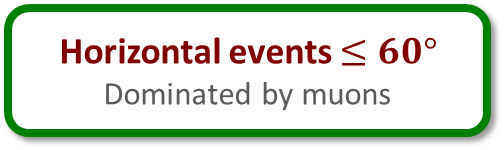 Horizontal events ≤ 60°
Dominated by muons